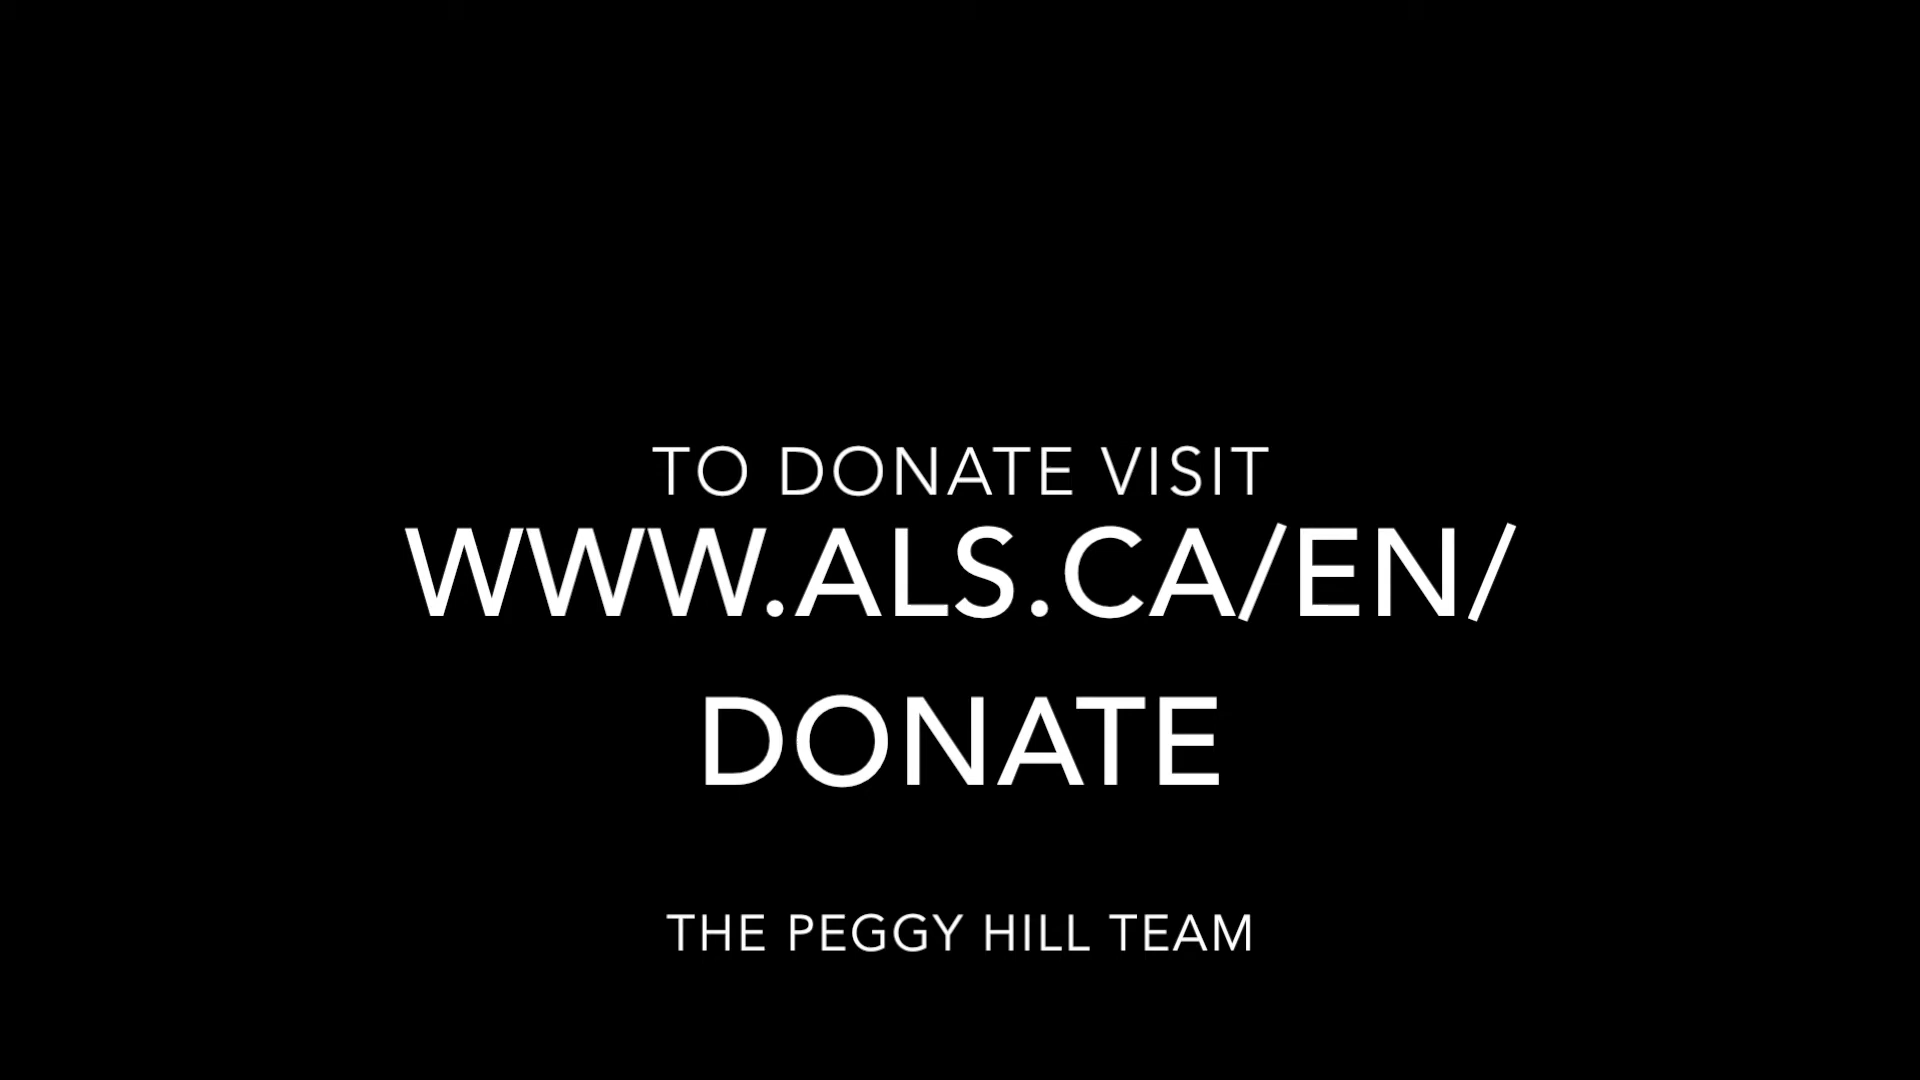 TO DONATE VISIT
WWW.ALS.CA/EN/
DONATE
THE PEGGY HILL TEAM